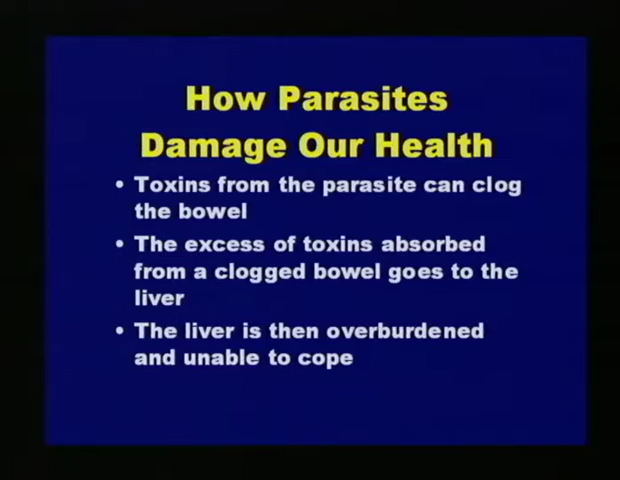 How Parasites
Damage Our Health
• Toxins from the parasite can clog
the bowel
• The excess of toxins absorbed
from a clogged bowel goes to the
liver
• The liver is then overburdened
and unable to cope